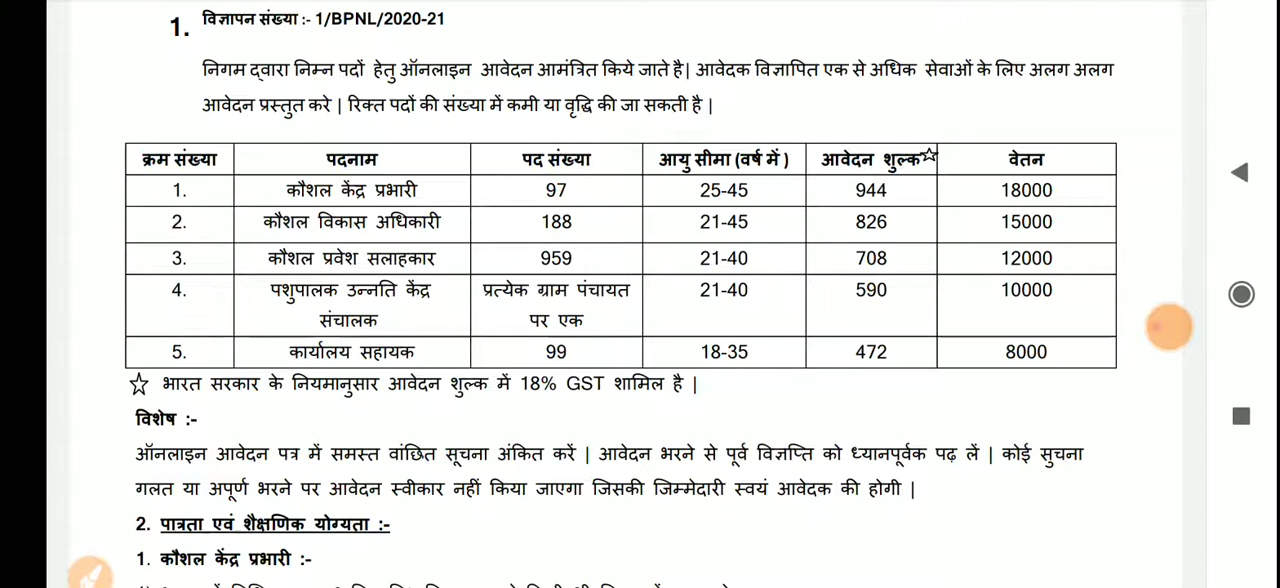 1. विज्ञापन संख्या :- 1/BPNL/2020-21
निगम द्वारा निम्न पदों हेतु ऑनलाइन आवेदन आमंत्रित किये जाते है| आवेदक विज्ञापित एक से अधिक सेवाओं के लिए अलग अलग
आवेदन प्रस्तुत करे | रिक्त पदों की संख्या में कमी या वृद्धि की जा सकती है |
क्रम संख्या पदनाम पद संख्या आयु सीमा (वर्ष में ) आवेदन शुल्क☆ वेतन
1. कौशल केंद्र प्रभारी 97 25-45 944 18000
2. कौशल विकास अधिकारी 188 21-45 826 15000
3. कौशल प्रवेश सलाहकार 959 21-40 708 12000
4. पशुपालक उन्नति केंद्र प्रत्येक ग्राम पंचायत 21-40 590 10000
संचालक पर एक
5. कार्यालय सहायक 99 18-35 472 8000
☆ भारत सरकार के नियमानुसार आवेदन शुल्क में 18% GST शामिल है |
विशेष :-
ऑनलाइन आवेदन पत्र में समस्त वांछित सूचना अंकित करें | आवेदन भरने से पूर्व विज्ञप्ति को ध्यानपूर्वक पढ़ लें | कोई सुचना
गलत या अपूर्ण भरने पर आवेदन स्वीकार नहीं किया जाएगा जिसकी जिम्मेदारी स्वयं आवेदक की होगी |
2. पात्रता एवं शैक्षणिक योग्यता :-
1. कौशल केंद्र प्रभारी :-